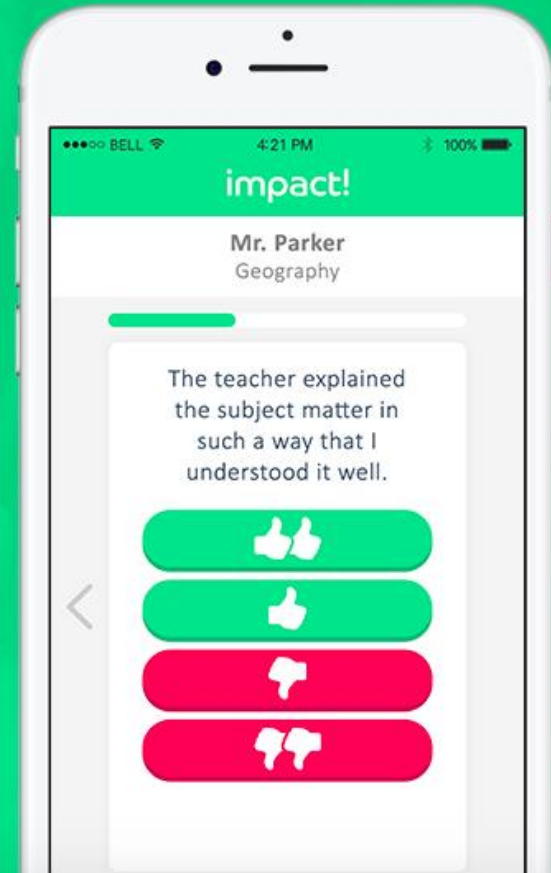 BELL 4:21 PM 100%
impact!
Mr. Parker
Geography
The teacher explained
the subject matter in
such a way that I
understood it well.